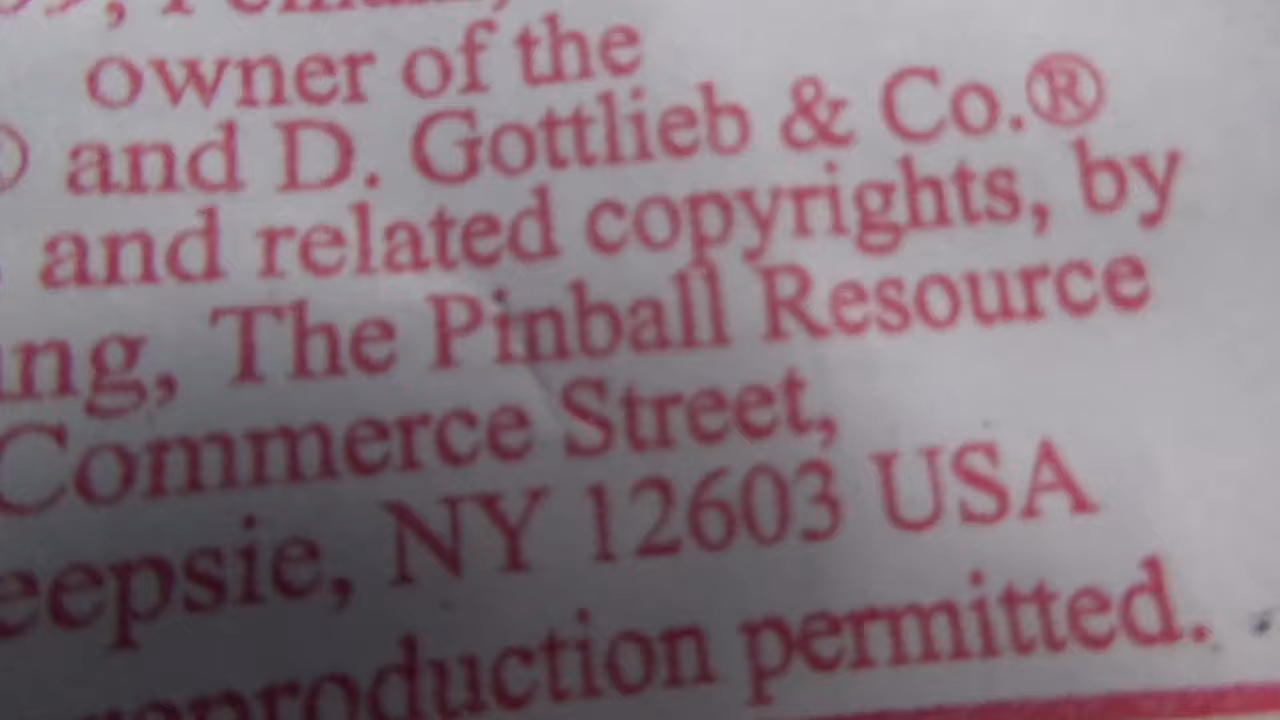 owner of the
® and D. Gottlieb & Co.®
and related copyrights, by
ng, The Pinball Resource
Commerce Street,
eepsie, NY 12603 USA
reproduction permitted.